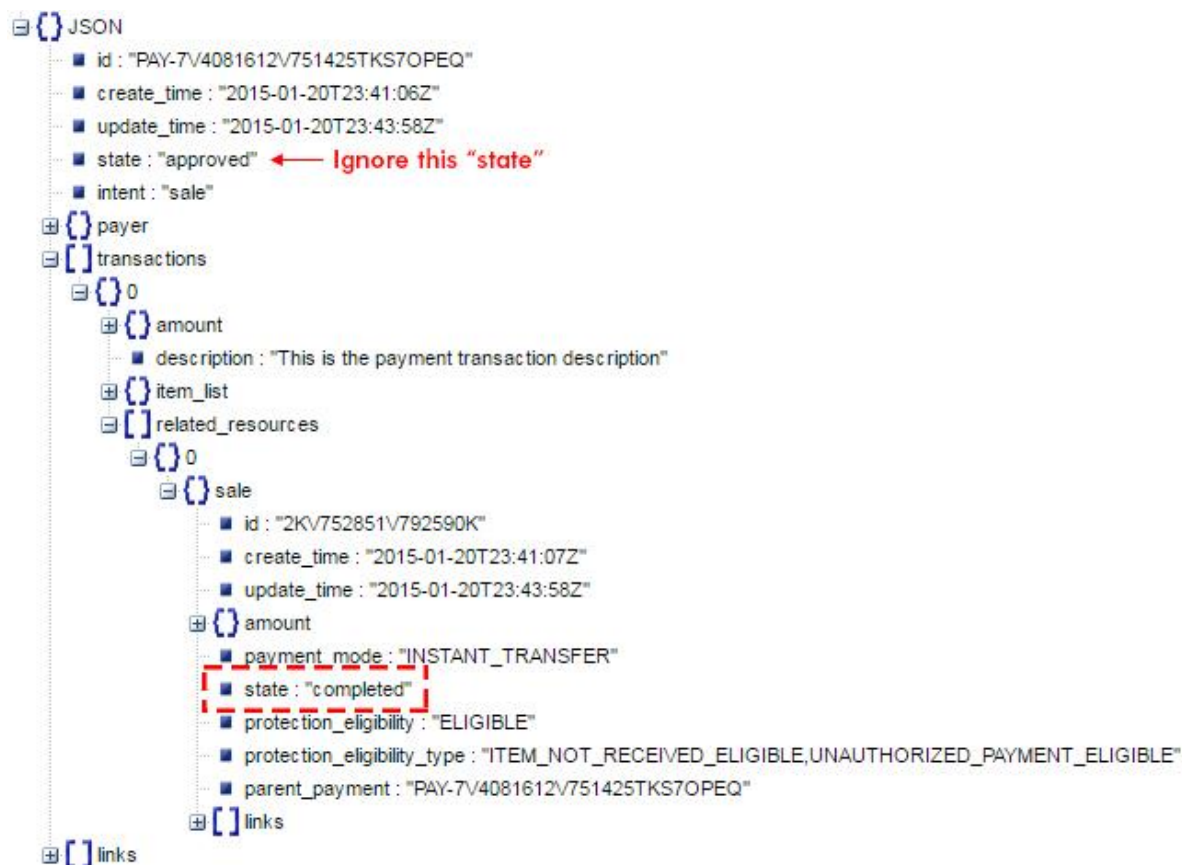 JSON
id : "PAY-7V4081612V751425TKS7OPEQ"
create_time : "2015-01-20T23:41:06Z"
update_time : "2015-01-20T23:43:58Z"
state : "approved" Ignore this “state”
intent : "sale"
payer
transactions
0
amount
description : "This is the payment transaction description"
item_list
related_resources
0
sale
id : "2KV752851V792590K"
create_time : "2015-01-20T23:41:07Z"
update_time : "2015-01-20T23:43:58Z"
amount
payment_mode : "INSTANT_TRANSFER"
state : "completed"
protection_eligibility : "ELIGIBLE"
protection_eligibility_type : "ITEM_NOT_RECEIVED_ELIGIBLE,UNAUTHORIZED_PAYMENT_ELIGIBLE"
parent_payment : "PAY-7V4081612V751425TKS7OPEQ"
links
links